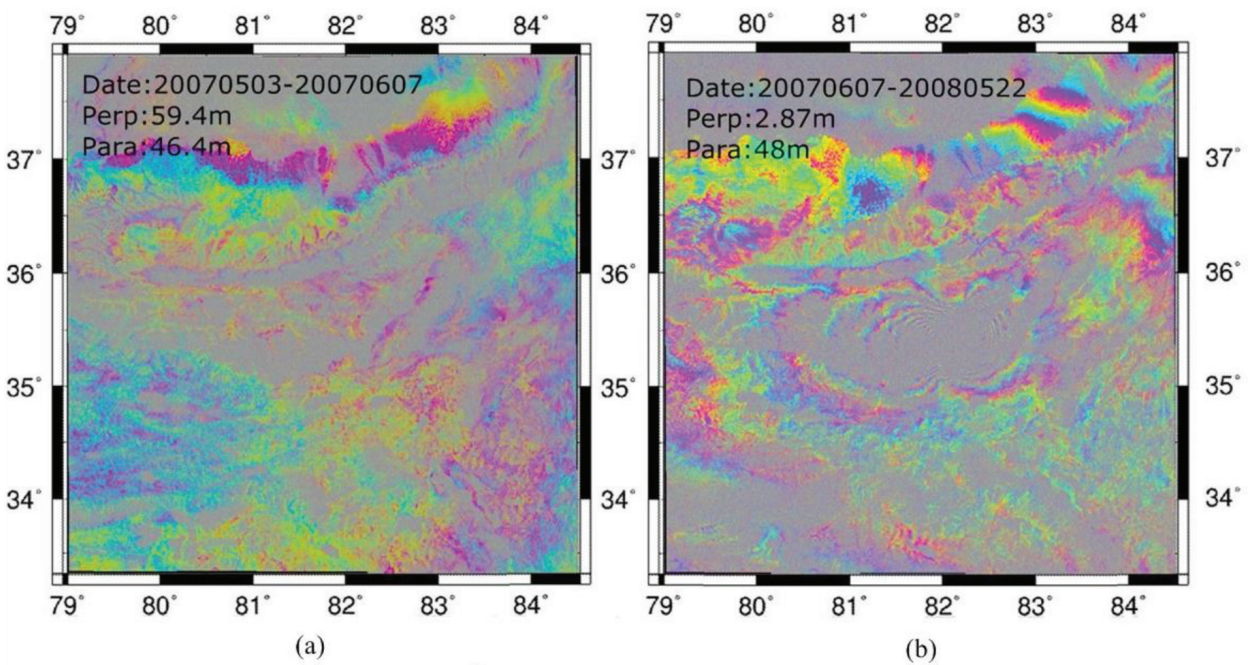 79° 80° 81° 82° 83° 84° 79° 80° 81° 82° 83° 84°
Date:20070503-20070607
Perp:59.4m
Para:46.4m
Date:20070607-20080522
Perp:2.87m
Para:48m
37° 37° 37°
36° 36° 36°
35° 35° 35°
34° 34° 34°
79° 80° 81° 82° 83° 84° 79° 80° 81° 82° 83° 84°
(a) (b)